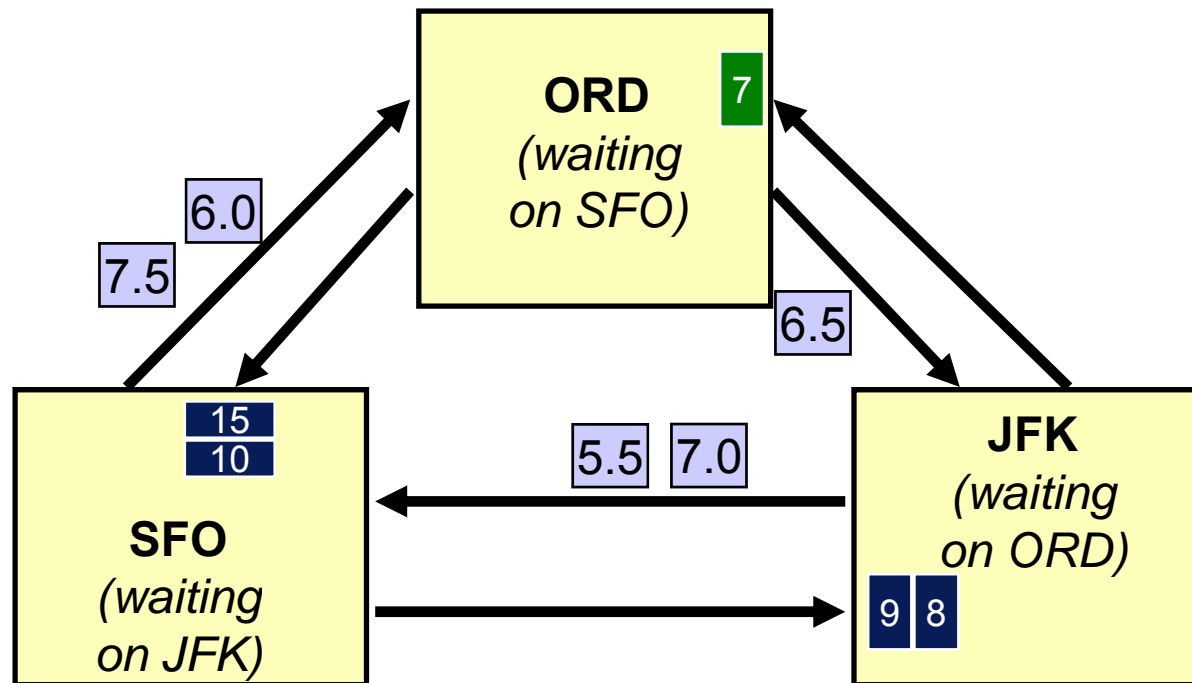 ORD
(waiting
on SFO)
7
6.0
7.5
6.5
15
10
SFO
(waiting
on JFK)
5.5 7.0
JFK
(waiting
on ORD)
9 8